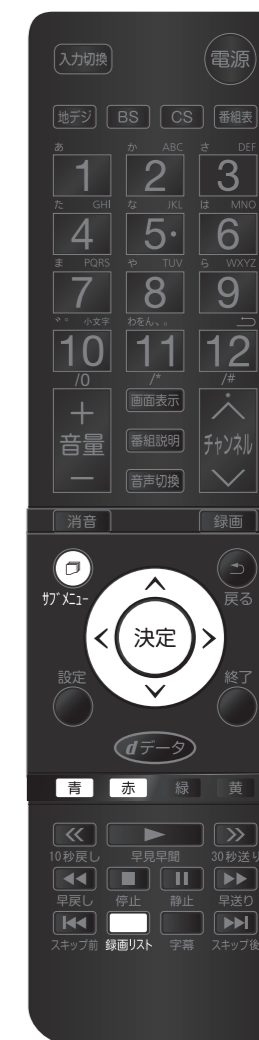 入力切換 電源
地デジ BS CS 番組表
あ か ABC さ DEF
1 2 3
た GHI な JKL は MNO
4 5 6
ま PQRS や TUV ら WXYZ
7 8 9
゛゜ 小文字 わをん、。
10 11 12
/0 /* /#
+ 画面表示
音量 番組説明 チャンネル
− 音声切換
消音 録画
サブメニュー 戻る
決定
設定 終了
dデータ
青 赤 緑 黄
10秒戻し 早見早聞 30秒送り
早戻し 停止 静止 早送り
スキップ前 録画リスト 字幕 スキップ後